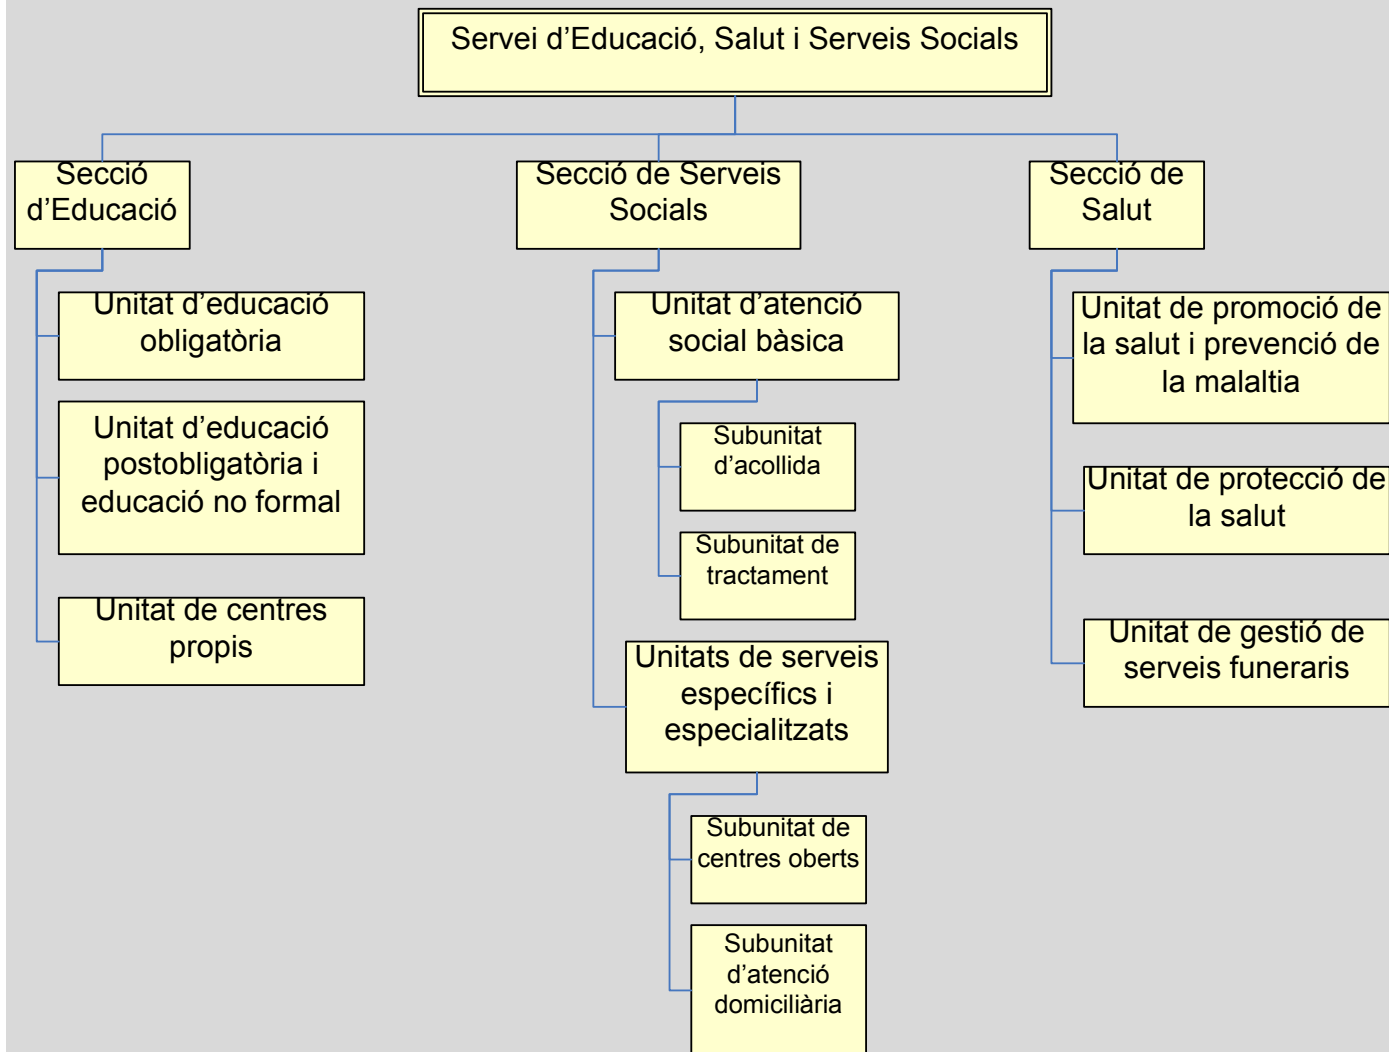 Servei d’Educació, Salut i Serveis Socials
Secció
d’Educació
Unitat d’educació
obligatòria
Unitat d’educació
postobligatòria i
educació no formal
Unitat de centres
propis
Secció de Serveis
Socials
Unitat d’atenció
social bàsica
Subunitat
d’acollida
Subunitat de
tractament
Unitats de serveis
específics i
especialitzats
Subunitat de
centres oberts
Subunitat
d’atenció
domiciliària
Secció de
Salut
Unitat de promoció de
la salut i prevenció de
la malaltia
Unitat de protecció de
la salut
Unitat de gestió de
serveis funeraris